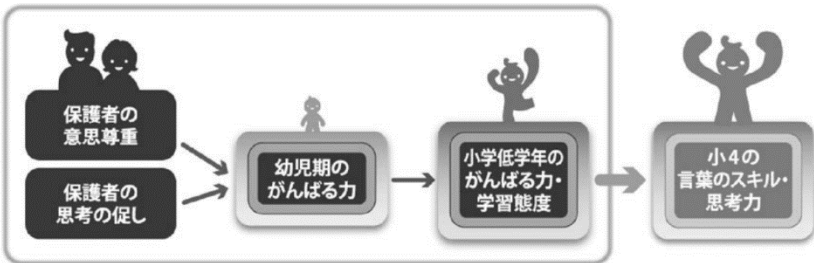 保護者の
意思尊重
保護者の
思考の促し
幼児期の
がんばる力
小学低学年の
がんばる力・
学習態度
小4の
言葉のスキル・
思考力